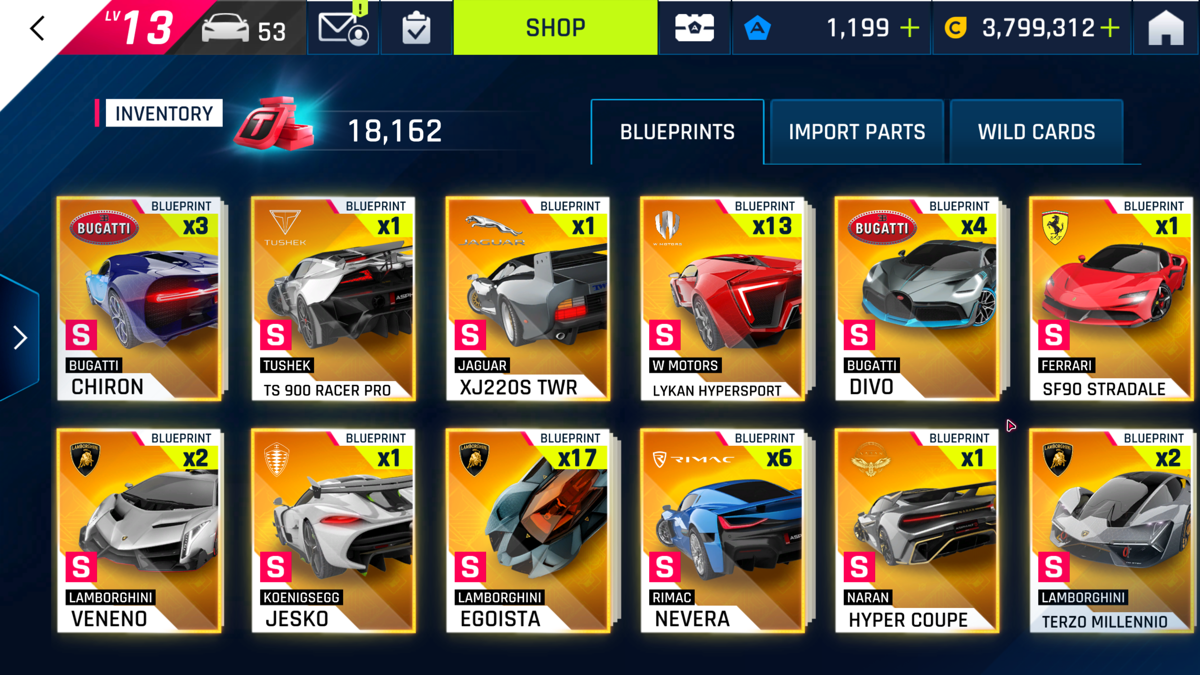 LV 13
53
!
SHOP
1,199 +
C 3,799,312 +
INVENTORY
T
18,162
BLUEPRINTS
IMPORT PARTS
WILD CARDS
BLUEPRINT
x3
BUGATTI
S
BUGATTI
CHIRON
BLUEPRINT
x1
TUSHEK
S
TUSHEK
TS 900 RACER PRO
BLUEPRINT
x1
JAGUAR
S
JAGUAR
XJ220S TWR
BLUEPRINT
x13
W MOTORS
S
W MOTORS
LYKAN HYPERSPORT
BLUEPRINT
x4
BUGATTI
S
BUGATTI
DIVO
BLUEPRINT
x1
S
FERRARI
SF90 STRADALE
BLUEPRINT
x2
LAMBORGHINI
S
LAMBORGHINI
VENENO
BLUEPRINT
x1
S
KOENIGSEGG
JESKO
BLUEPRINT
x17
LAMBORGHINI
S
LAMBORGHINI
EGOISTA
BLUEPRINT
x6
RIMAC
S
RIMAC
NEVERA
BLUEPRINT
x1
S
NARAN
HYPER COUPE
BLUEPRINT
x2
LAMBORGHINI
S
LAMBORGHINI
TERZO MILLENNIO